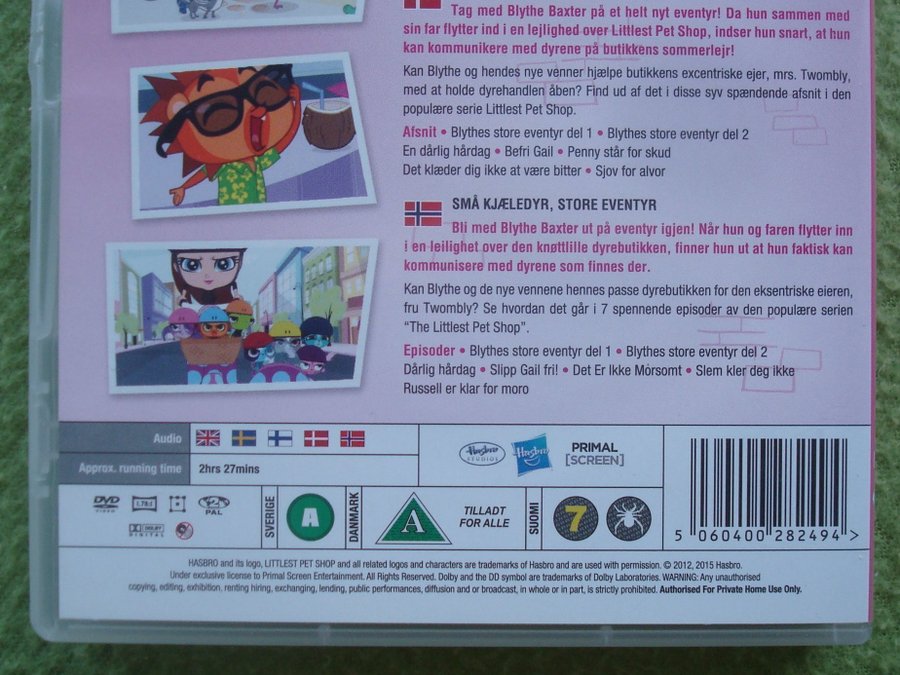 Tag med Blythe Baxter på et helt nyt eventyr! Da hun sammen med
sin far flytter ind i en lejlighed over Littlest Pet Shop, indser hun snart, at hun
kan kommunikere med dyrene på butikkens sommerlejr!
Kan Blythe og hendes nye venner hjælpe butikkens excentriske ejer, mrs. Twombly,
med at holde dyrehandlen åben? Find ud af det i disse syv spændende afsnit i den
populære serie Littlest Pet Shop.
Afsnit • Blythes store eventyr del 1 • Blythes store eventyr del 2
En dårlig hårdag • Befri Gail • Penny står for skud
Det klæder dig ikke at være bitter • Sjov for alvor
SMÅ KJÆLEDYR, STORE EVENTYR
Bli med Blythe Baxter ut på eventyr igjen! Når hun og faren flytter inn
i en leilighet over den knøttlille dyrebutikken, finner hun ut at hun faktisk kan
kommunisere med dyrene som finnes der.
Kan Blythe og de nye vennene hennes passe dyrebutikken for den eksentriske eieren,
fru Twombly? Se hvordan det går i 7 spennende episoder av den populære serien
"The Littlest Pet Shop".
Episoder • Blythes store eventyr del 1 • Blythes store eventyr del 2
Dårlig hårdag • Slipp Gail fri! • Det Er Ikke Morsomt • Slem kler deg ikke
Russell er klar for moro
Audio
Approx. running time 2hrs 27mins
Hasbro STUDIOS
Hasbro
PRIMAL
[SCREEN]
DVD VIDEO 1.78:1 PAL
DOLBY DIGITAL
SVERIGE
A
DANMARK
A
TILLADT
FOR ALLE
SUOMI
7
5 060400 282494 >
HASBRO and its logo, LITTLEST PET SHOP and all related logos and characters are trademarks of Hasbro and are used with permission. © 2012, 2015 Hasbro.
Under exclusive license to Primal Screen Entertainment. All Rights Reserved. Dolby and the DD symbol are trademarks of Dolby Laboratories. WARNING: Any unauthorised
copying, editing, exhibition, renting hiring, exchanging, lending, public performances, diffusion and or broadcast, in whole or in part, is strictly prohibited. Authorised For Private Home Use Only.